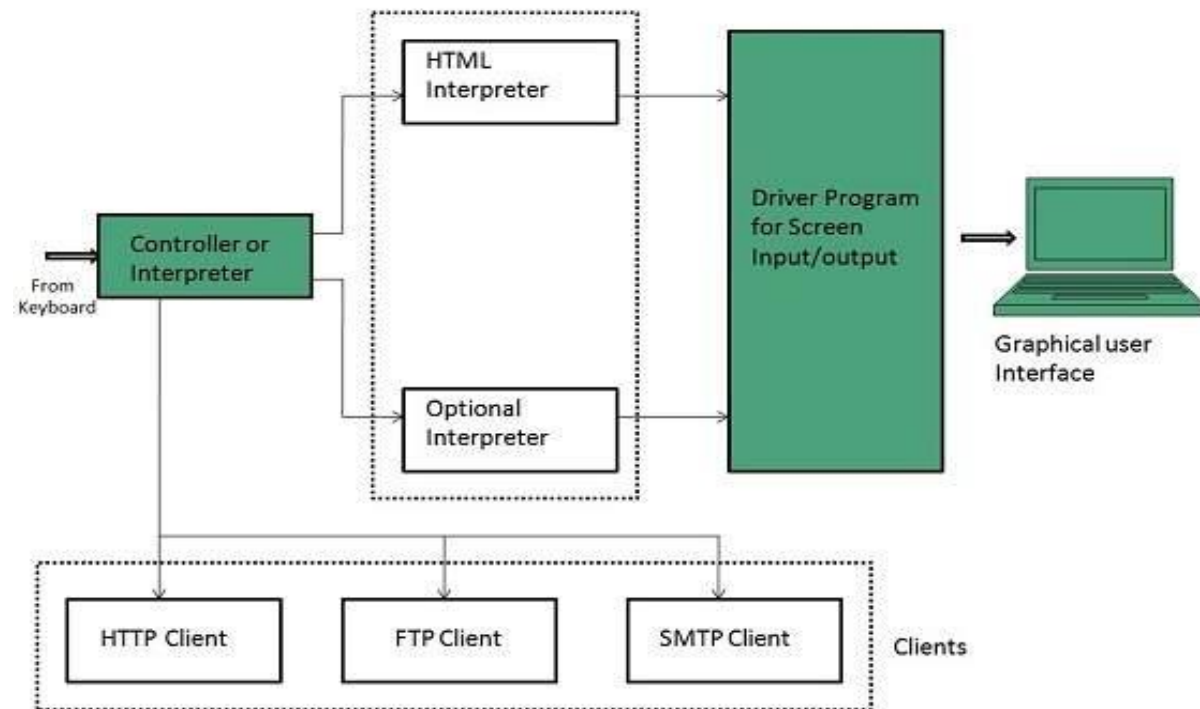 HTML
Interpreter
Driver Program
for Screen
Input/output
Controller or
Interpreter
From
Keyboard
Graphical user
Interface
Optional
Interpreter
HTTP Client
FTP Client
SMTP Client
Clients